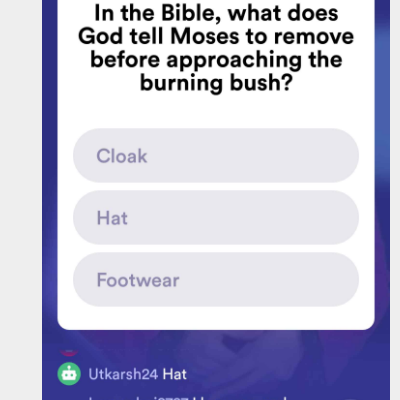 In the Bible, what does
God tell Moses to remove
before approaching the
burning bush?
Cloak
Hat
Footwear
Utkarsh24 Hat